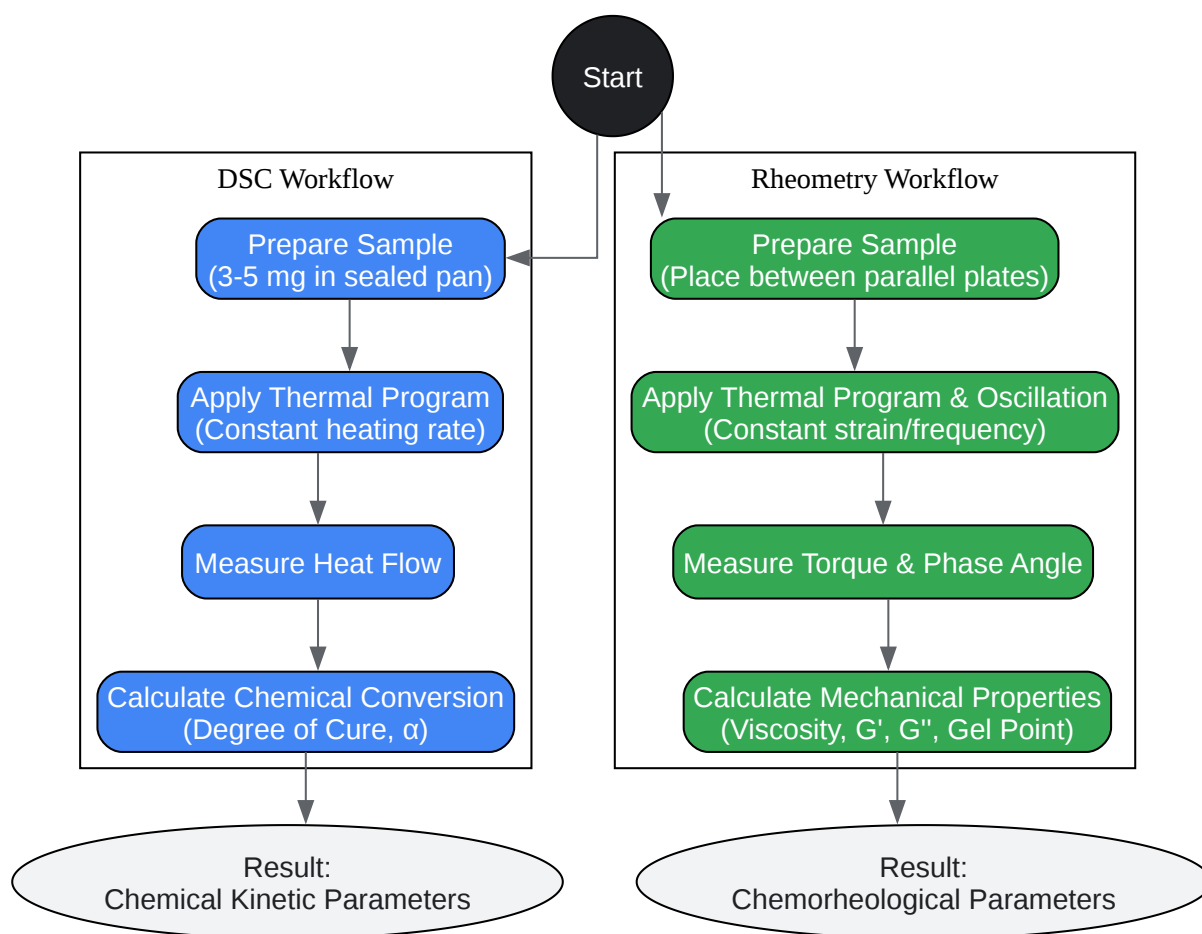 Start
DSC Workflow
Prepare Sample
(3-5 mg in sealed pan)
Apply Thermal Program
(Constant heating rate)
Measure Heat Flow
Calculate Chemical Conversion
(Degree of Cure, α)
Result:
Chemical Kinetic Parameters
Rheometry Workflow
Prepare Sample
(Place between parallel plates)
Apply Thermal Program & Oscillation
(Constant strain/frequency)
Measure Torque & Phase Angle
Calculate Mechanical Properties
(Viscosity, G', G'', Gel Point)
Result:
Chemorheological Parameters